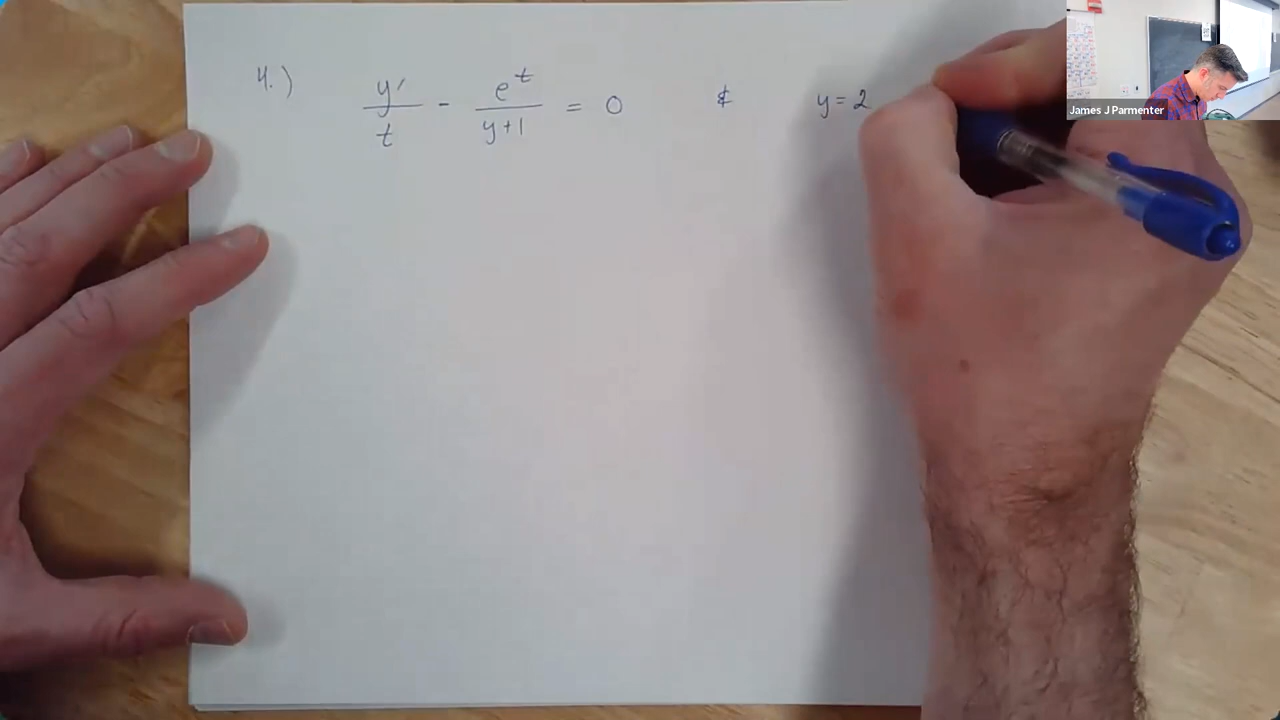 4.) y'/t - e^t/(y+1) = 0 & y = 2
James J Parmenter